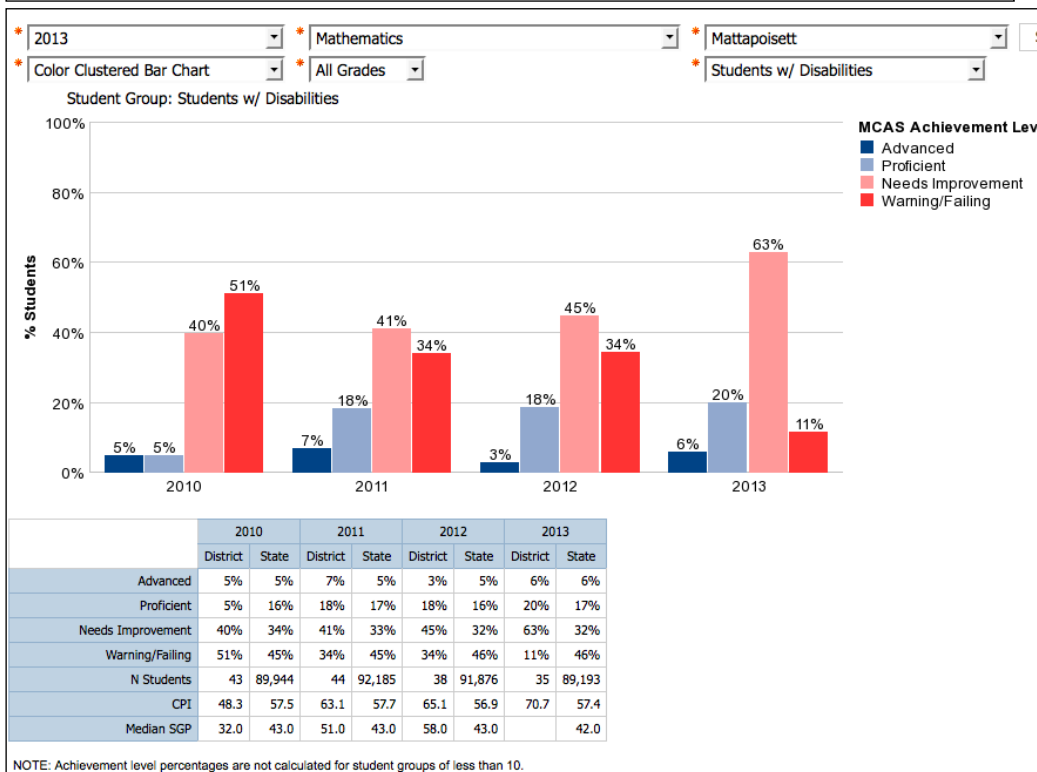 * 2013 * Mathematics * Mattapoisett
* Color Clustered Bar Chart * All Grades * Students w/ Disabilities
Student Group: Students w/ Disabilities
MCAS Achievement Lev
Advanced
Proficient
Needs Improvement
Warning/Failing
% Students
100%
80%
60%
40%
20%
0%
5% 5% 40% 51%
7% 18% 41% 34%
3% 18% 45% 34%
6% 20% 63% 11%
2010 2011 2012 2013
2010 2011 2012 2013
District State District State District State District State
Advanced 5% 5% 7% 5% 3% 5% 6% 6%
Proficient 5% 16% 18% 17% 18% 16% 20% 17%
Needs Improvement 40% 34% 41% 33% 45% 32% 63% 32%
Warning/Failing 51% 45% 34% 45% 34% 46% 11% 46%
N Students 43 89,944 44 92,185 38 91,876 35 89,193
CPI 48.3 57.5 63.1 57.7 65.1 56.9 70.7 57.4
Median SGP 32.0 43.0 51.0 43.0 58.0 43.0 42.0
NOTE: Achievement level percentages are not calculated for student groups of less than 10.